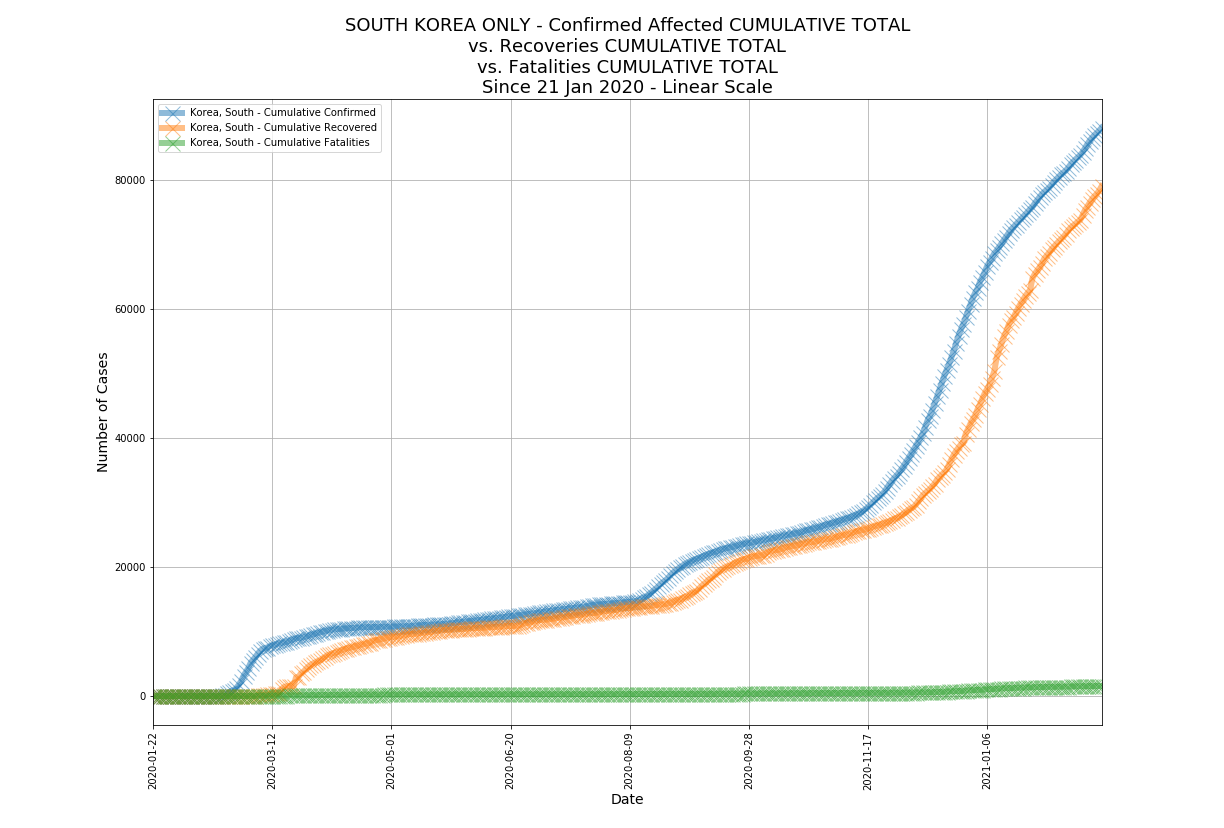 SOUTH KOREA ONLY - Confirmed Affected CUMULATIVE TOTAL
vs. Recoveries CUMULATIVE TOTAL
vs. Fatalities CUMULATIVE TOTAL
Since 21 Jan 2020 - Linear Scale
Korea, South - Cumulative Confirmed
Korea, South - Cumulative Recovered
Korea, South - Cumulative Fatalities
Number of Cases
80000
60000
40000
20000
0
2020-01-22
2020-03-12
2020-05-01
2020-06-20
2020-08-09
2020-09-28
2020-11-17
2021-01-06
Date